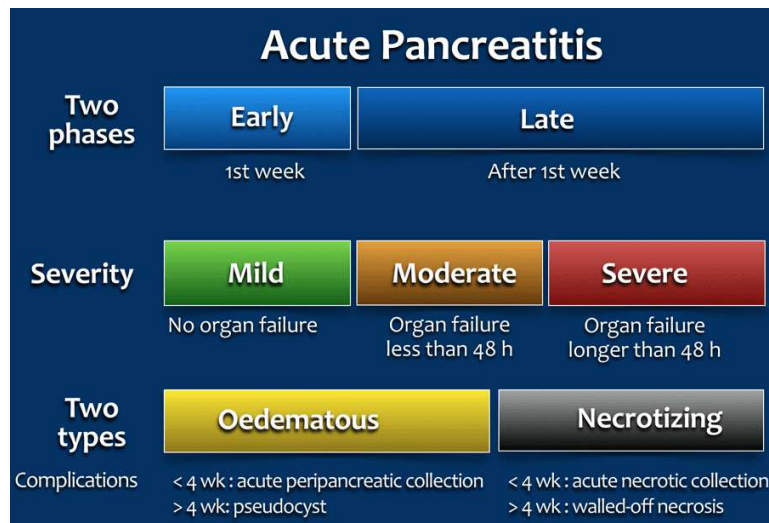 Acute Pancreatitis
Two phases
Early
Late
1st week
After 1st week
Severity
Mild
Moderate
Severe
No organ failure
Organ failure
less than 48 h
Organ failure
longer than 48 h
Two types
Oedematous
Necrotizing
Complications
< 4 wk : acute peripancreatic collection
> 4 wk: pseudocyst
< 4 wk : acute necrotic collection
> 4 wk : walled-off necrosis